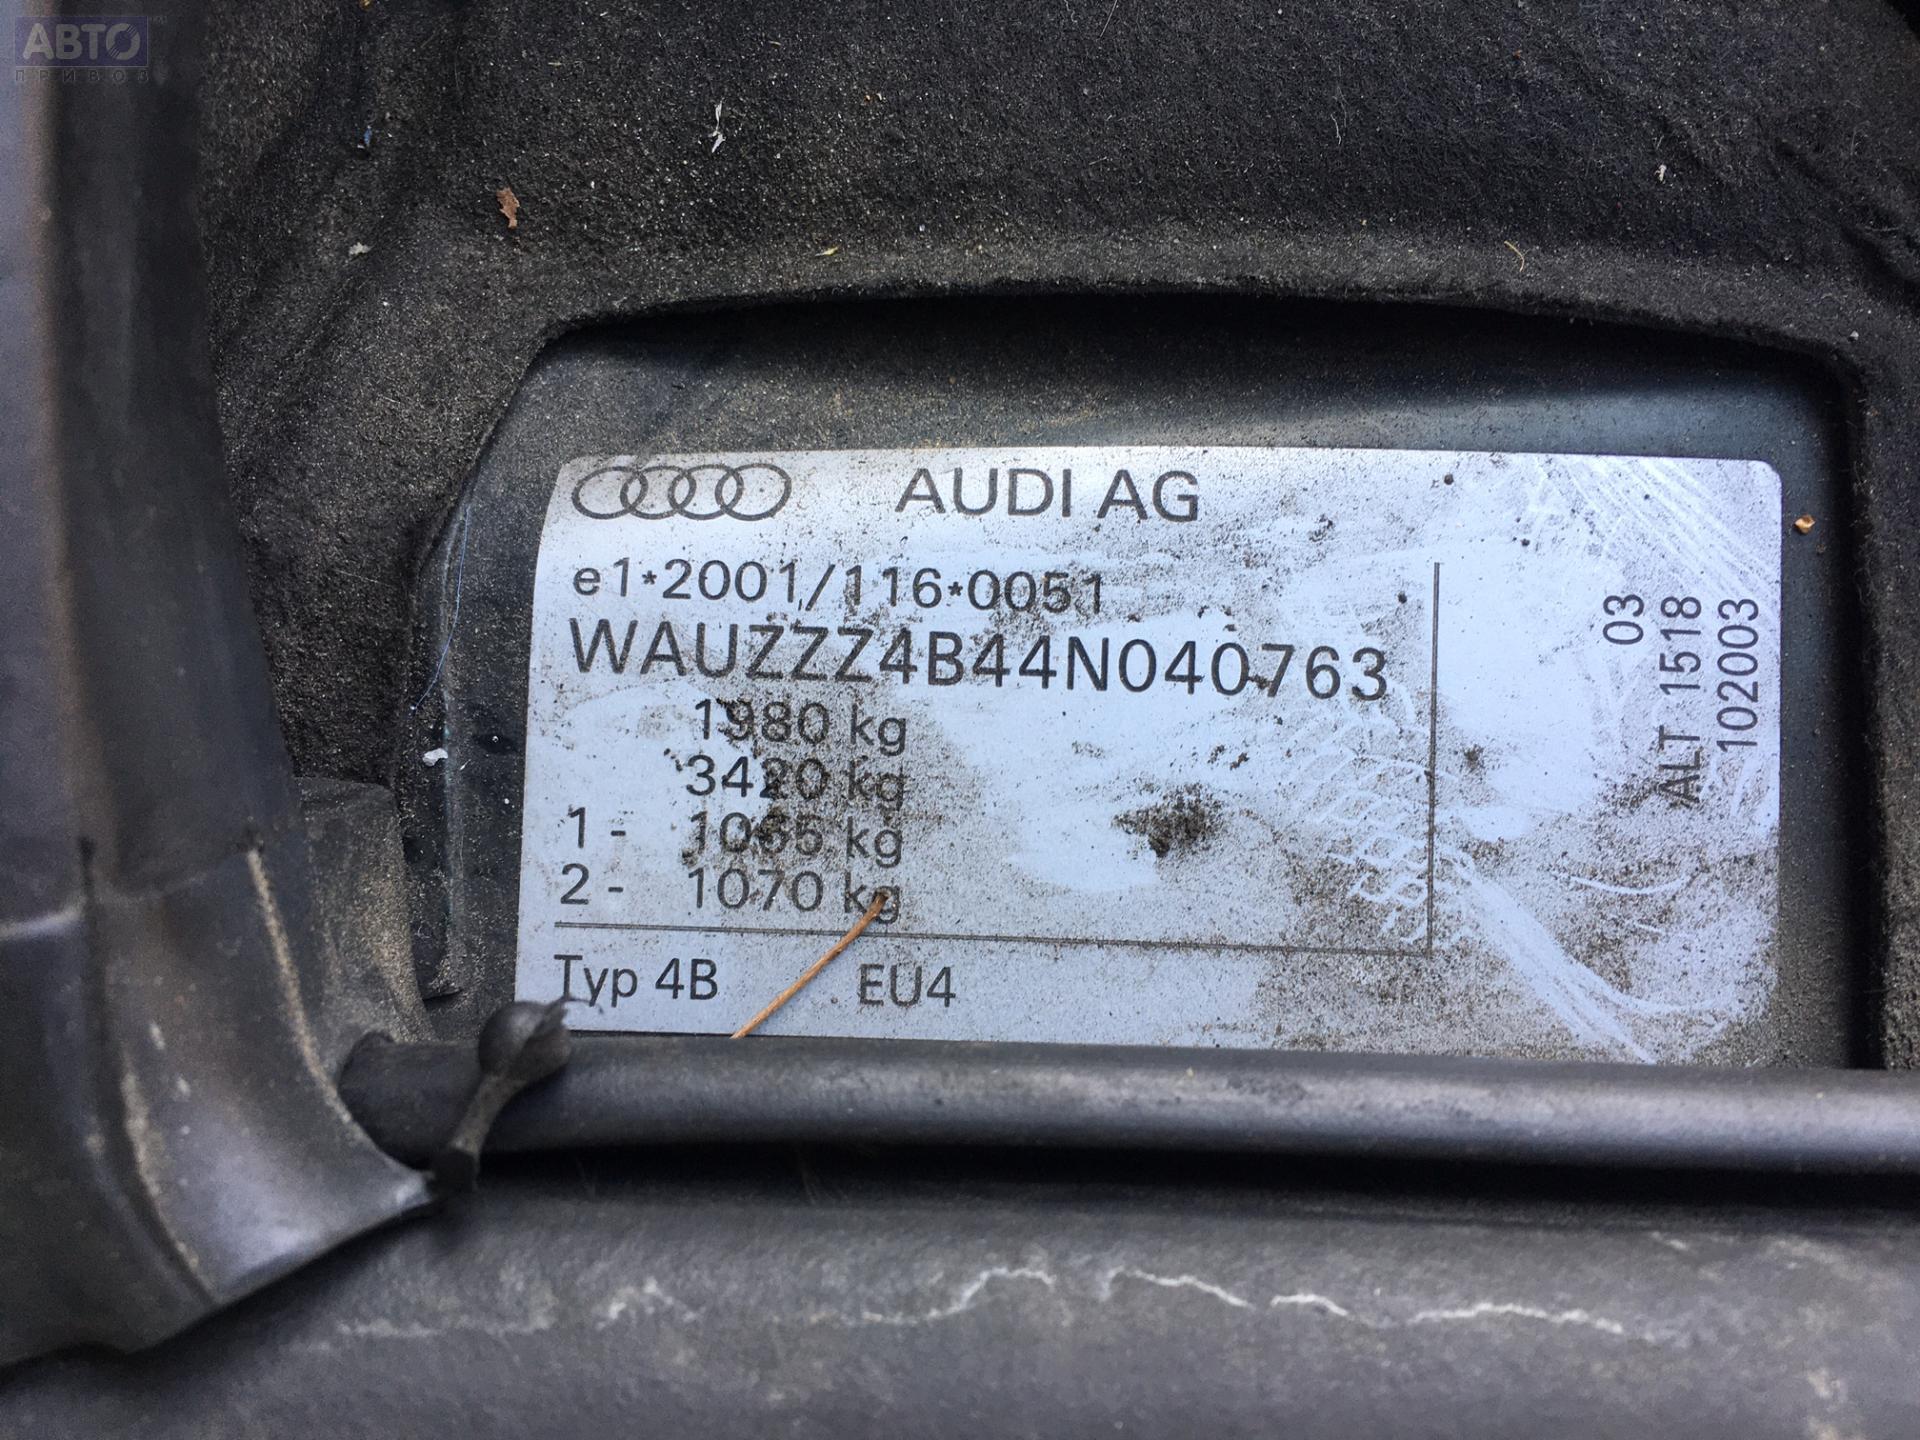 АВТО
ПРИВОЗ
AUDI AG
e1*2001/116*0051
WAUZZZ4B44N040763
1980 kg
3420 kg
1 - 1065 kg
2 - 1070 kg
Typ 4B EU4
03
ALT 1518
102003